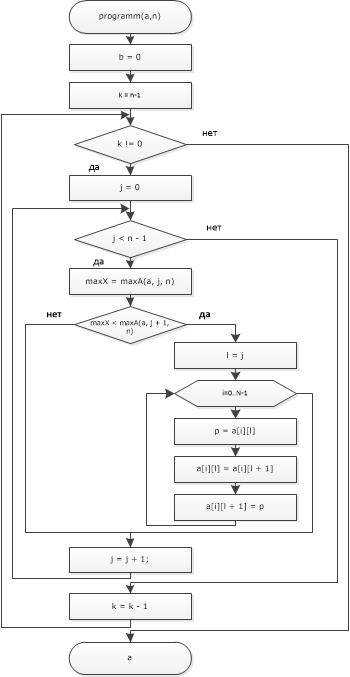 programm(a,n)
b = 0
k = n-1
k != 0
нет
да
j = 0
j < n - 1
нет
да
maxX = maxA(a, j, n)
нет
maxX < maxA(a, j + 1,
n)
да
l = j
i=0..N-1
p = a[i][l]
a[i][l] = a[i][l + 1]
a[i][l + 1] = p
j = j + 1;
k = k - 1
a